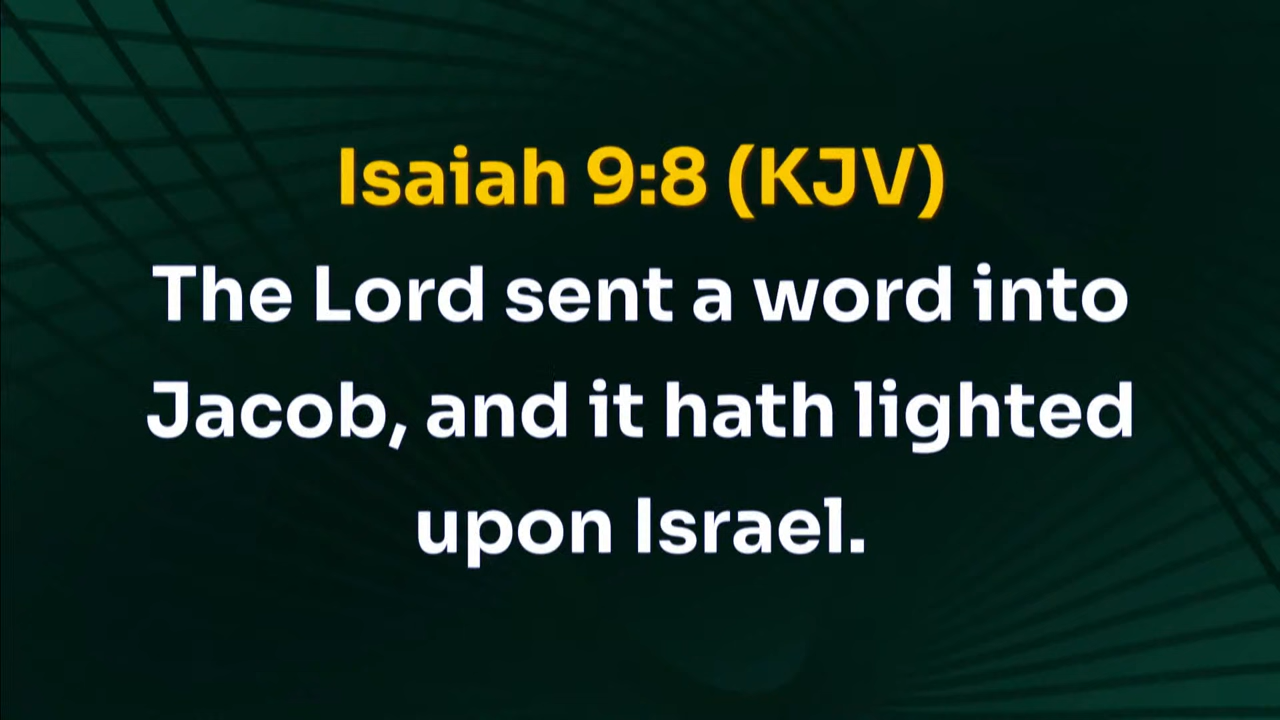 Isaiah 9:8 (KJV)
The Lord sent a word into
Jacob, and it hath lighted
upon Israel.